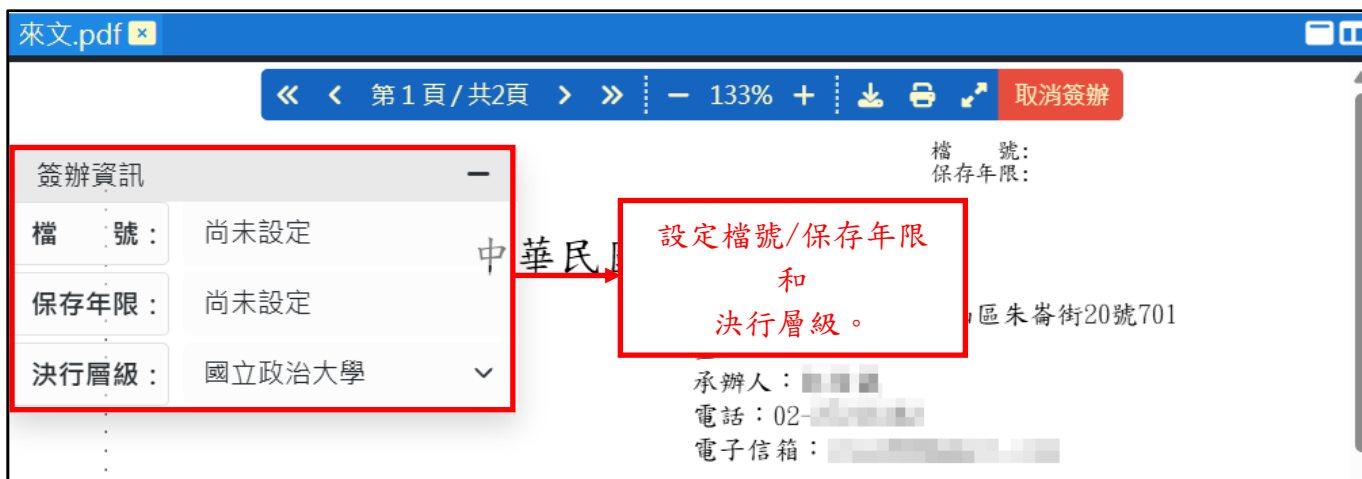 來文.pdf
第1頁/共2頁 133% 取消簽辦
檔 號:
保存年限:
簽辦資訊
檔 號: 尚未設定
保存年限: 尚未設定
決行層級: 國立政治大學
中華民
設定檔號/保存年限
和
決行層級。
區朱崙街20號701
承辦人:
電話:02-
電子信箱: